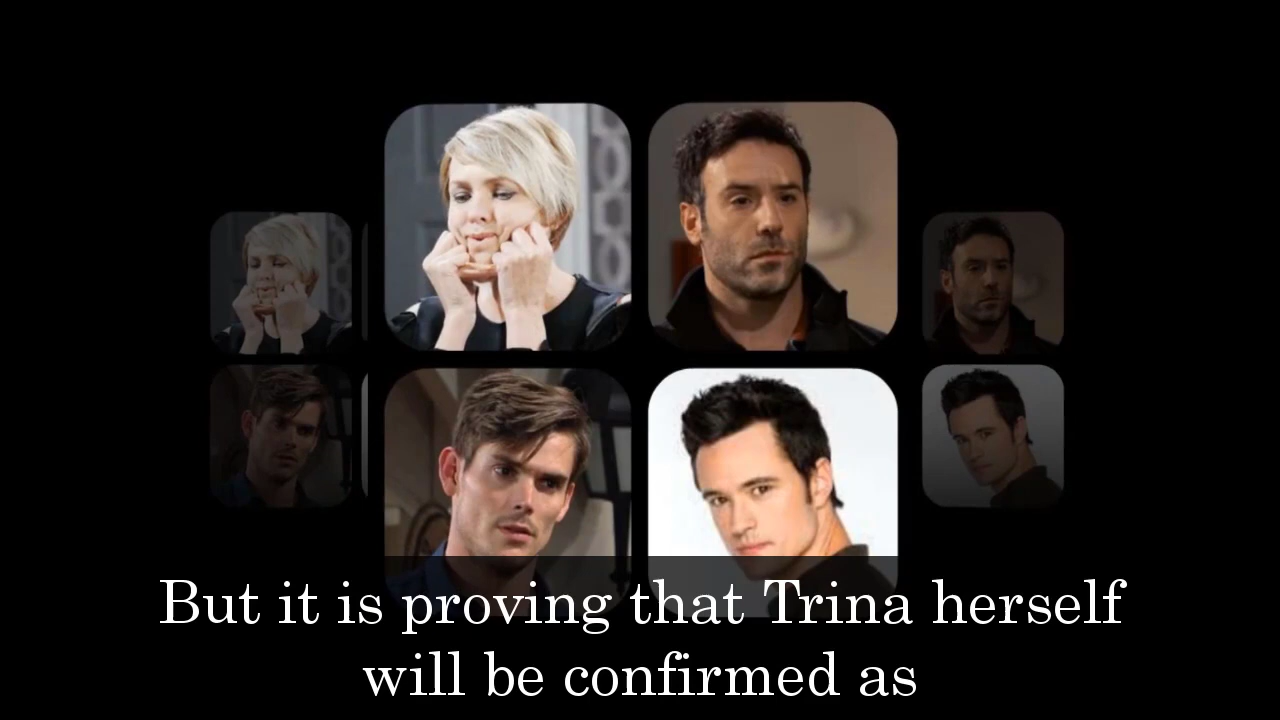 But it is proving that Trina herself
will be confirmed as